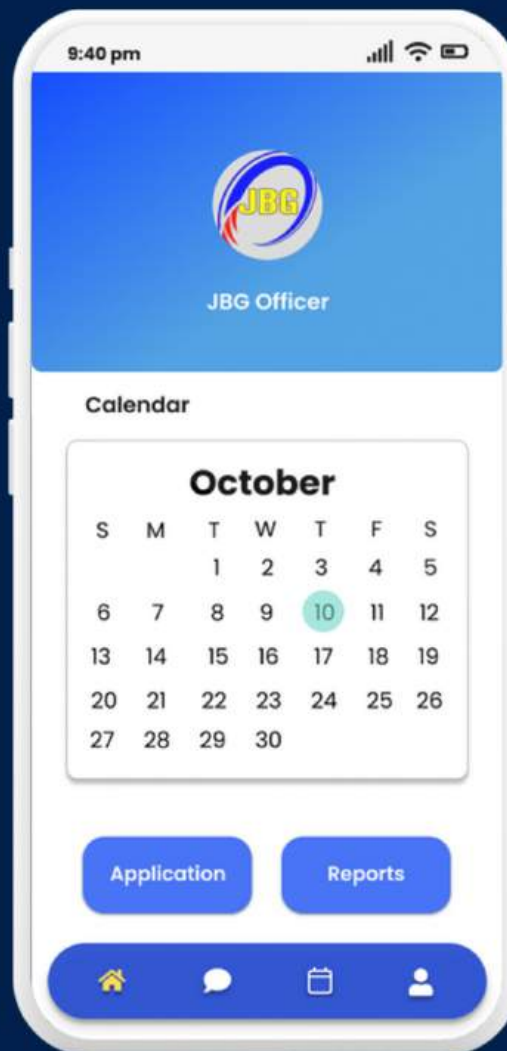 9:40 pm
JBG
JBG Officer
Calendar
October
S M T W T F S
1 2 3 4 5
6 7 8 9 10 11 12
13 14 15 16 17 18 19
20 21 22 23 24 25 26
27 28 29 30
Application Reports